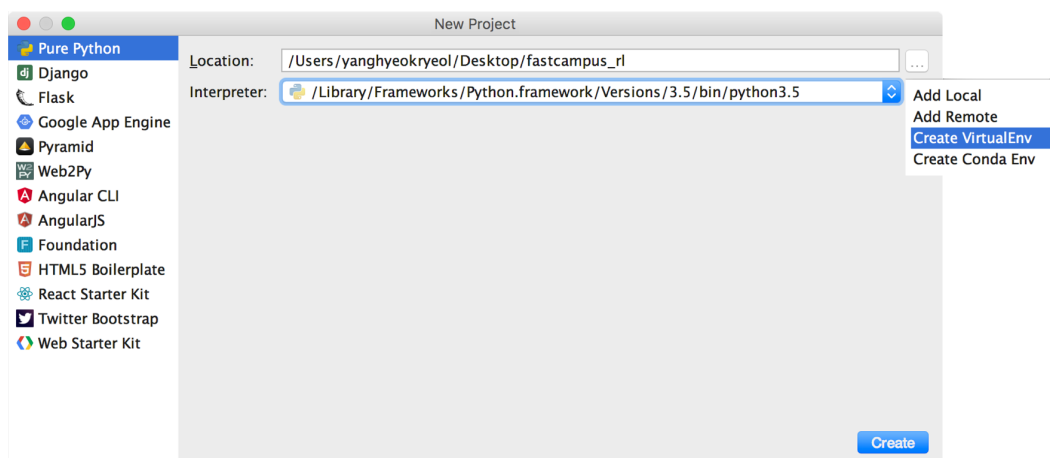 New Project
Pure Python
Django
Flask
Google App Engine
Pyramid
Web2Py
Angular CLI
AngularJS
Foundation
HTML5 Boilerplate
React Starter Kit
Twitter Bootstrap
Web Starter Kit
Location: /Users/yanghyeokryeol/Desktop/fastcampus_rl ...
Interpreter: /Library/Frameworks/Python.framework/Versions/3.5/bin/python3.5
Add Local
Add Remote
Create VirtualEnv
Create Conda Env
Create